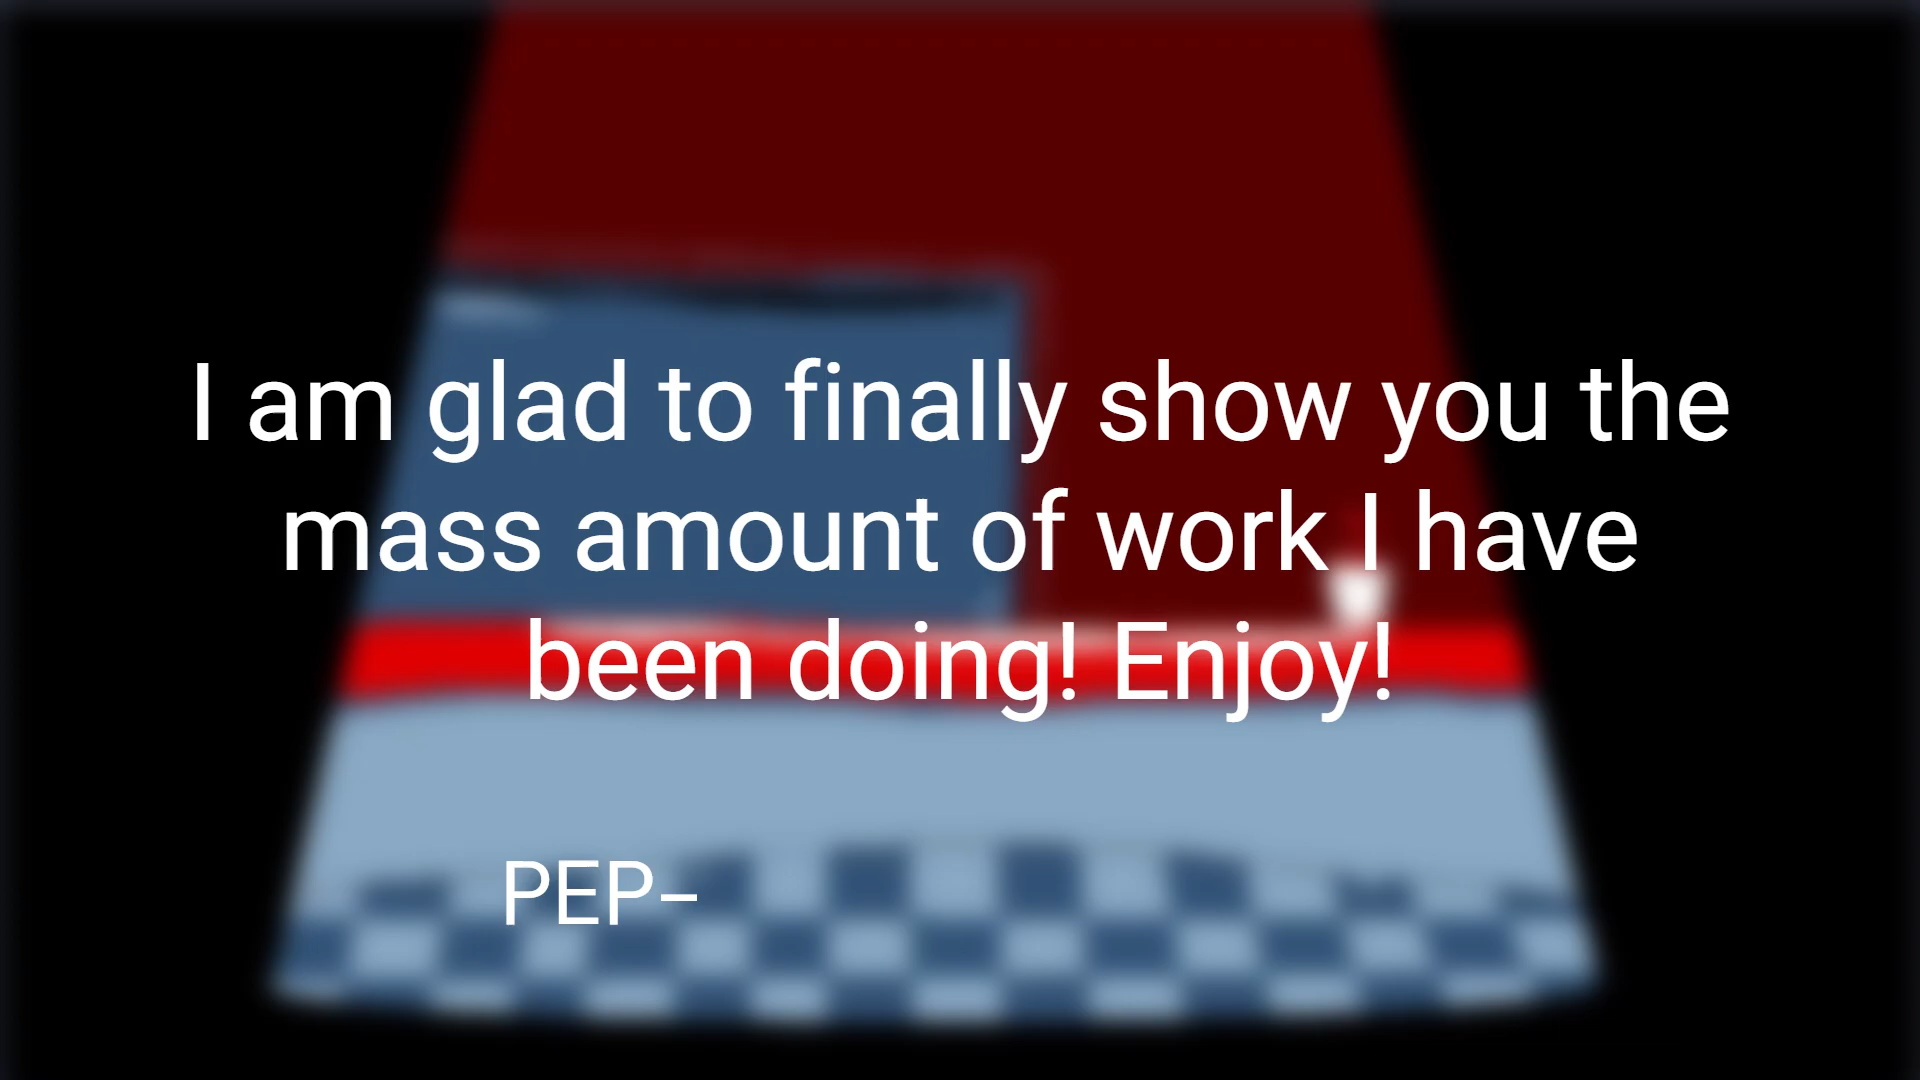 I am glad to finally show you the
mass amount of work I have
been doing! Enjoy!
PEP–